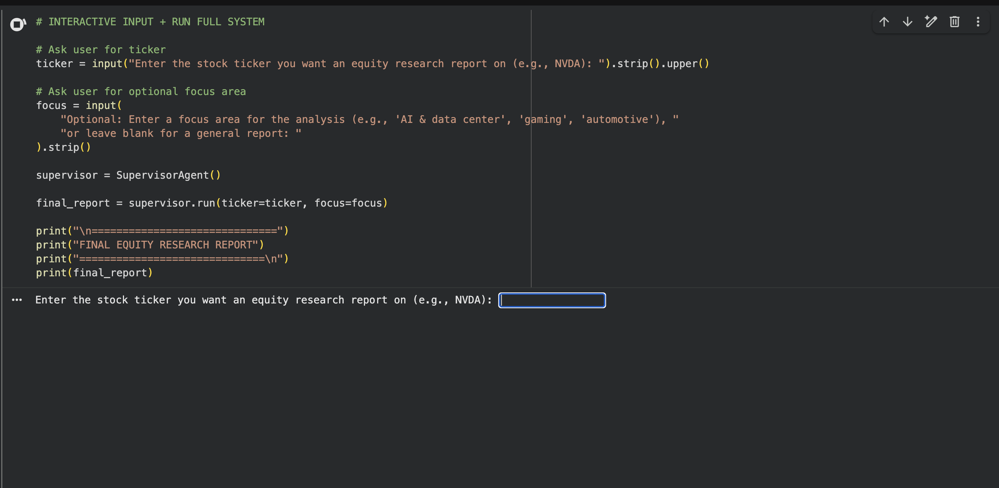 # INTERACTIVE INPUT + RUN FULL SYSTEM
# Ask user for ticker
ticker = input("Enter the stock ticker you want an equity research report on (e.g., NVDA): ").strip().upper()
# Ask user for optional focus area
focus = input(
    "Optional: Enter a focus area for the analysis (e.g., 'AI & data center', 'gaming', 'automotive'), "
    "or leave blank for a general report: "
).strip()
supervisor = SupervisorAgent()
final_report = supervisor.run(ticker=ticker, focus=focus)
print("\n==============================")
print("FINAL EQUITY RESEARCH REPORT")
print("==============================\n")
print(final_report)
Enter the stock ticker you want an equity research report on (e.g., NVDA):